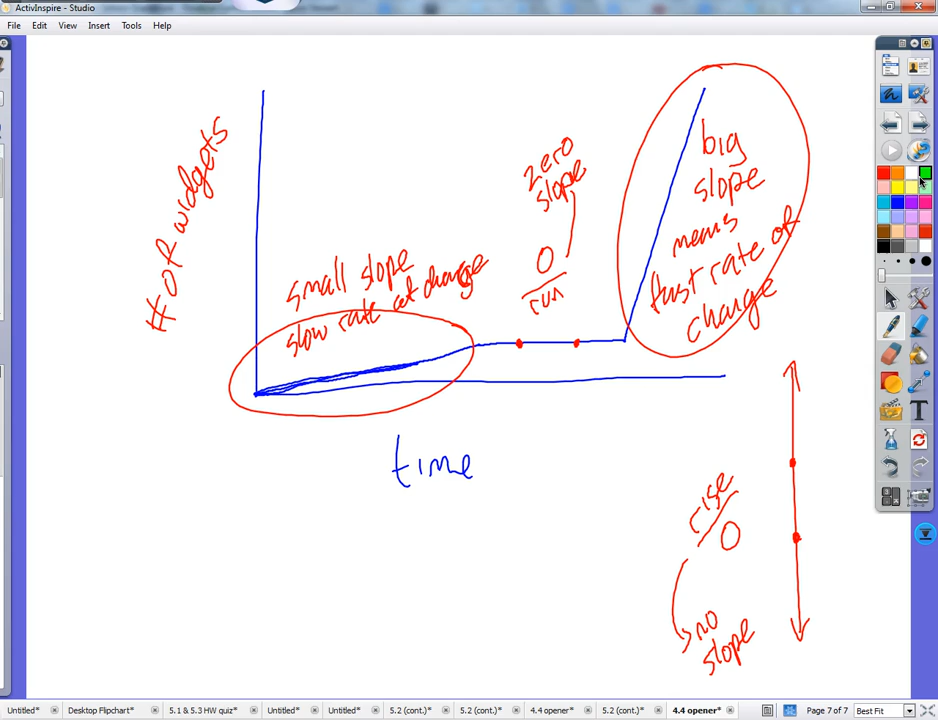 ActivInspire - Studio
File Edit View Insert Tools Help
# of widgets
small slope
slow rate of change
zero
slope
0
run
big
slope
means
fast rate of
change
time
rise
0
no
slope
Untitled* Desktop Flipchart* 5.1 & 5.3 HW quiz* Untitled* Untitled* 5.2 (cont.)* 5.2 (cont.)* 4.4 opener* 5.2 (cont.)* 4.4 opener* Page 7 of 7 Best Fit